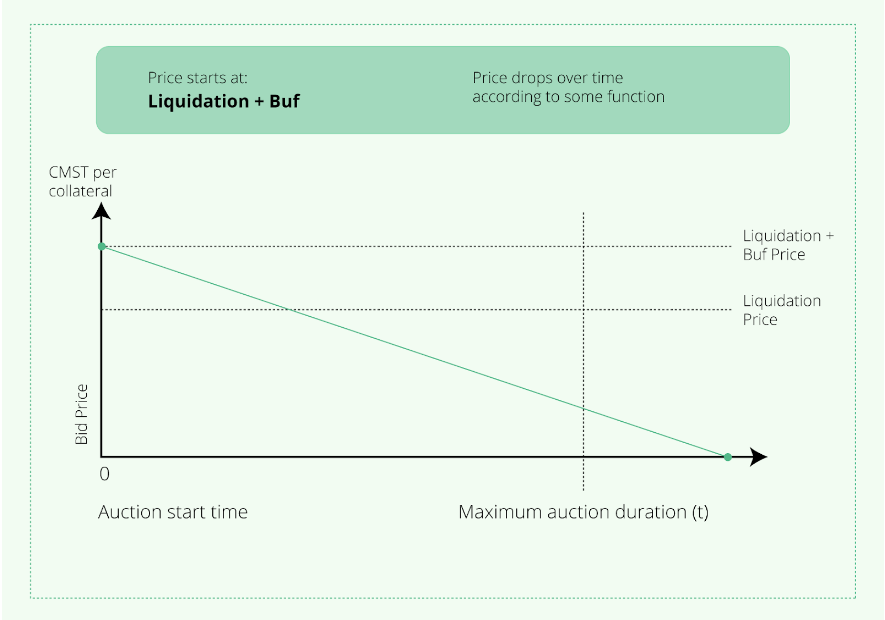 Price starts at:
Liquidation + Buf
Price drops over time
according to some function
CMST per
collateral
Liquidation +
Buf Price
Liquidation
Price
Bid Price
0
Auction start time
Maximum auction duration (t)